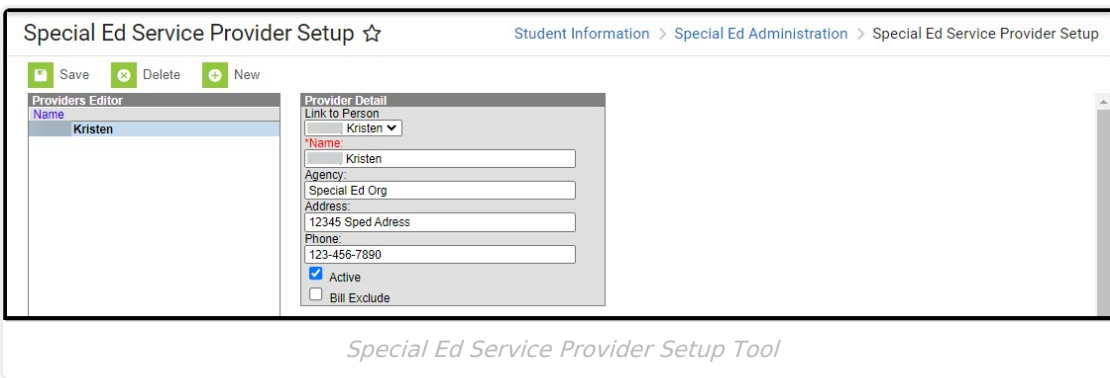 Special Ed Service Provider Setup
Student Information > Special Ed Administration > Special Ed Service Provider Setup
Save Delete New
Providers Editor
Name
Kristen
Provider Detail
Link to Person
Kristen
*Name:
Kristen
Agency:
Special Ed Org
Address:
12345 Sped Adress
Phone:
123-456-7890
Active
Bill Exclude
Special Ed Service Provider Setup Tool